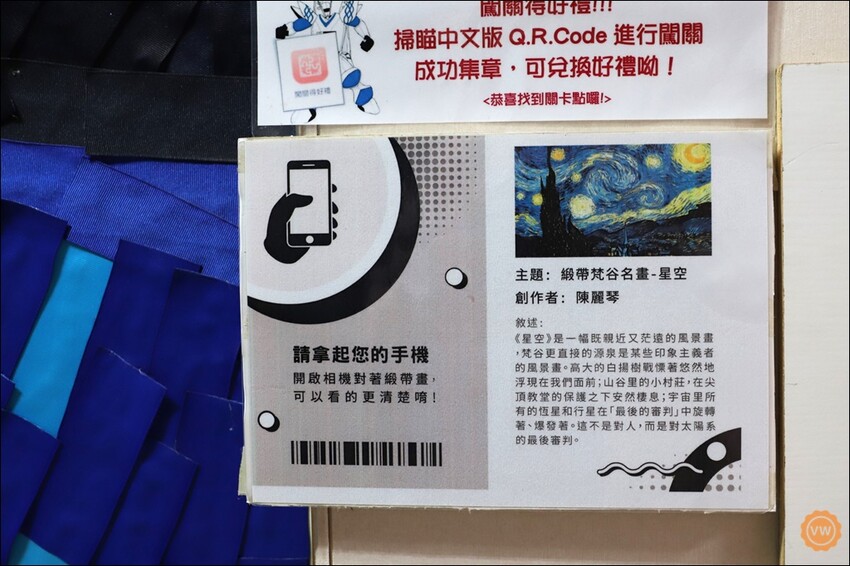 闖關得好禮!!!
掃瞄中文版 Q.R.Code 進行闖關
成功集章，可兌換好禮呦！
<恭喜找到關卡點囉!>
闖關得好禮
請拿起您的手機
開啟相機對著緞帶畫，
可以看的更清楚唷!
主題：緞帶梵谷名畫-星空
創作者：陳麗琴
敘述：
《星空》是一幅既親近又茫遠的風景畫
，梵谷更直接的源泉是某些印象主義者
的風景畫。高大的白揚樹戰慄著悠然地
浮現在我們面前；山谷里的小村莊，在尖
頂教堂的保護之下安然棲息；宇宙里所
有的恆星和行星在「最後的審判」中旋轉
著、爆發著。這不是對人，而是對太陽系
的最後審判。
VW